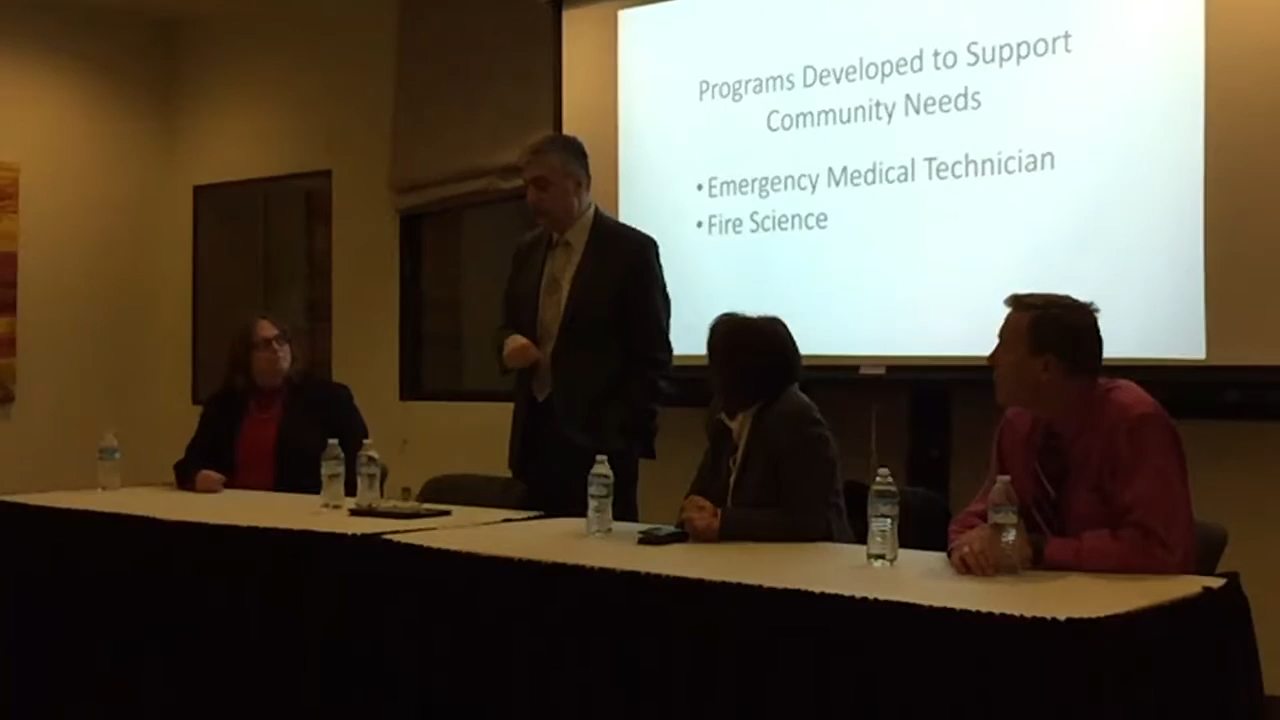 Programs Developed to Support
Community Needs
• Emergency Medical Technician
• Fire Science